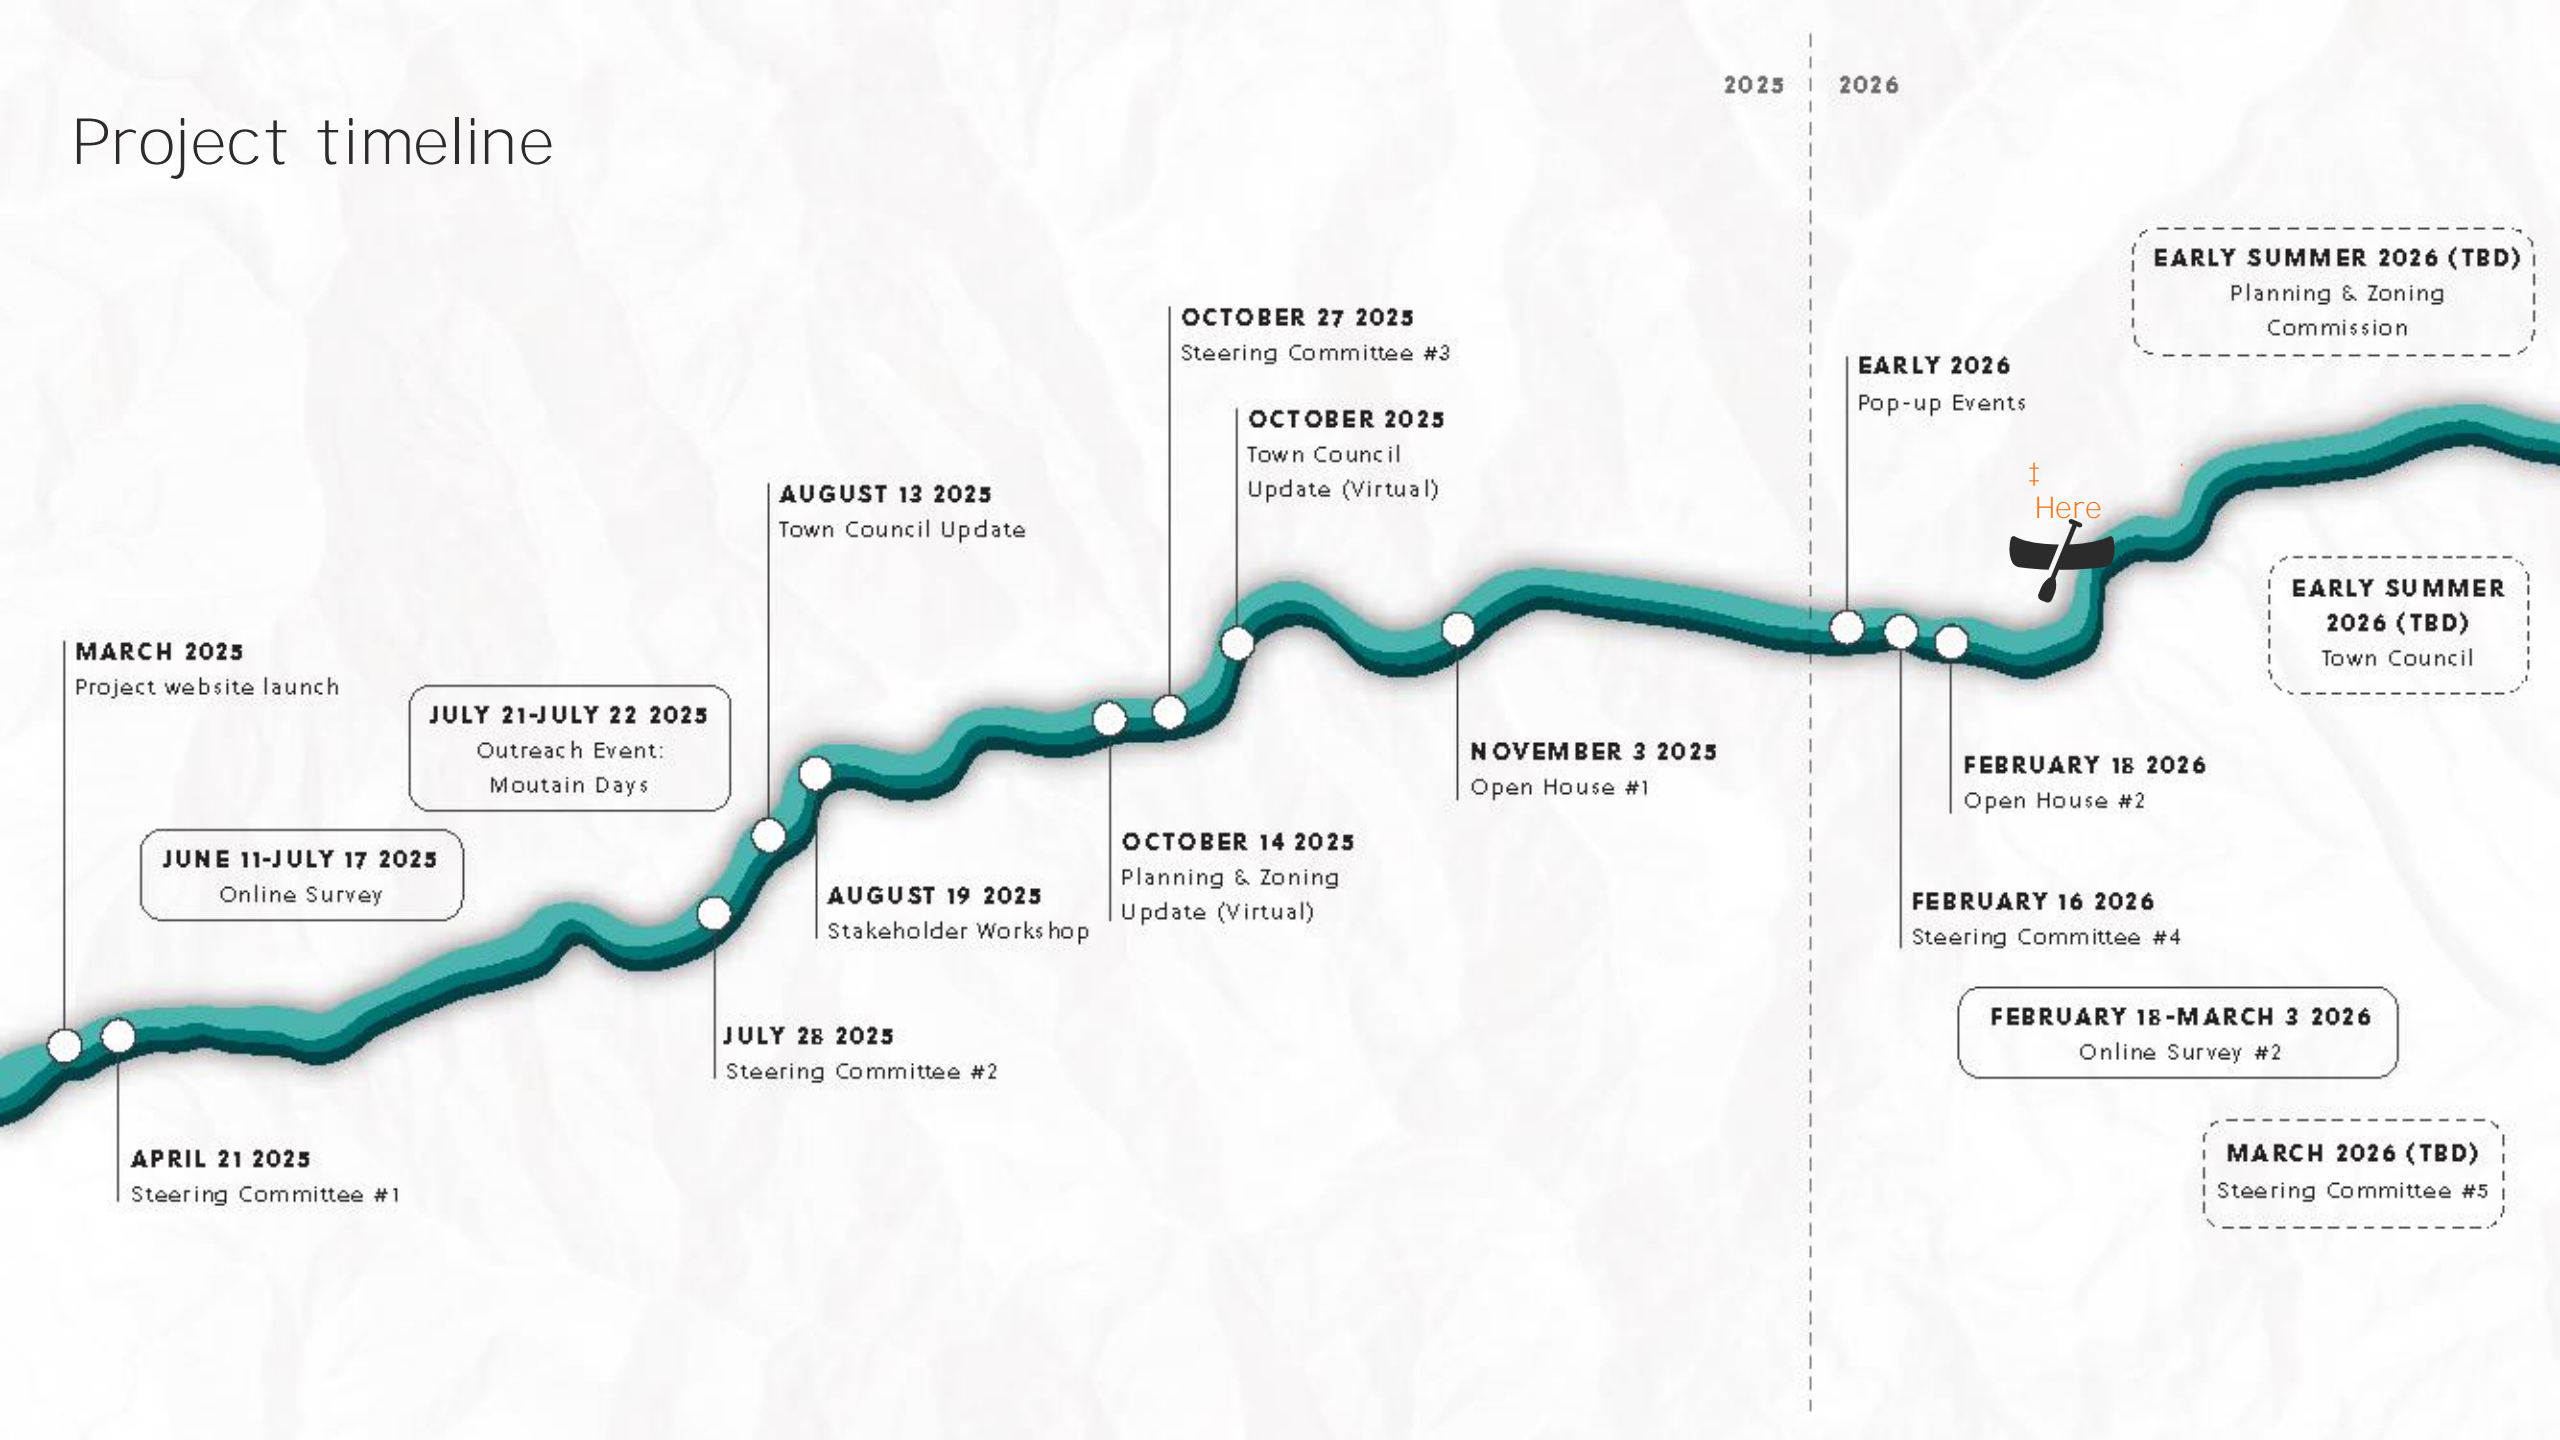 2025
2026
Project timeline
EARLY SUMMER 2026 (TBD)
Planning & Zoning
Commission
OCTOBER 27 2025
Steering Committee #3
EARLY 2026
Pop-up Events
OCTOBER 2025
Town Council
Update (Virtual)
‡
Here
AUGUST 13 2025
Town Council Update
EARLY SUMMER
2026 (TBD)
Town Council
MARCH 2025
Project website launch
JULY 21-JULY 22 2025
Outreach Event:
Moutain Days
NOVEMBER 3 2025
Open House #1
FEBRUARY 18 2026
Open House #2
JUNE 11-JULY 17 2025
Online Survey
OCTOBER 14 2025
Planning & Zoning
Update (Virtual)
AUGUST 19 2025
Stakeholder Workshop
FEBRUARY 16 2026
Steering Committee #4
JULY 28 2025
Steering Committee #2
FEBRUARY 18-MARCH 3 2026
Online Survey #2
APRIL 21 2025
Steering Committee #1
MARCH 2026 (TBD)
Steering Committee #5